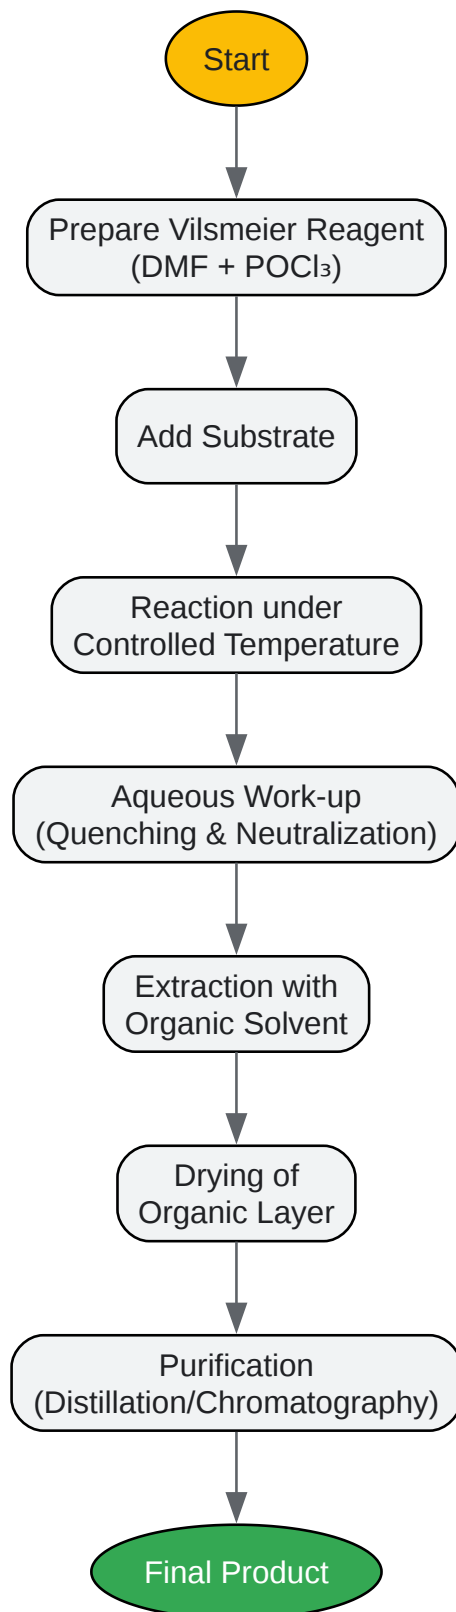 Start
Prepare Vilsmeier Reagent
(DMF + POCl₃)
Add Substrate
Reaction under
Controlled Temperature
Aqueous Work-up
(Quenching & Neutralization)
Extraction with
Organic Solvent
Drying of
Organic Layer
Purification
(Distillation/Chromatography)
Final Product